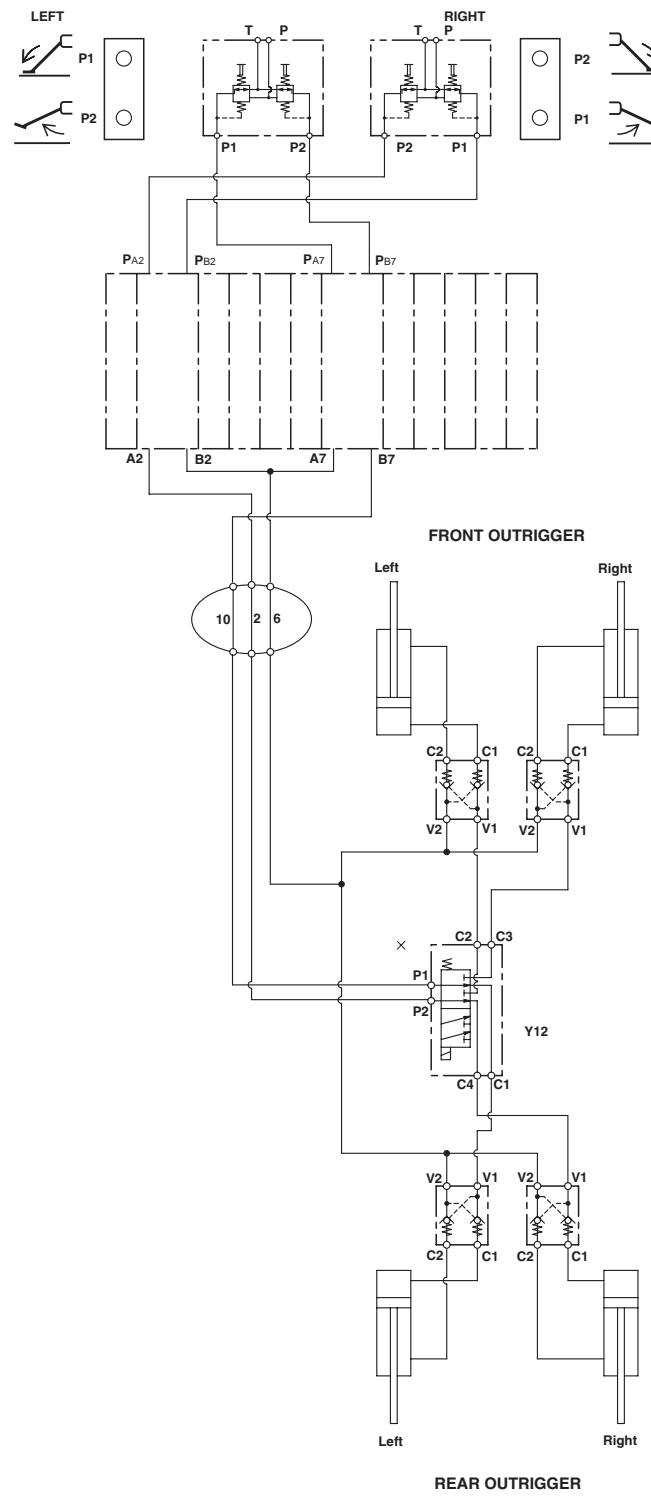 LEFT
P1
P2
T P
P1 P2
RIGHT
T P
P2 P1
P2
P1
PA2 PB2 PA7 PB7
A2 B2 A7 B7
FRONT OUTRIGGER
Left Right
10 2 6
C2 C1 C2 C1
V2 V1 V2 V1
C2 C3
P1
P2
Y12
C4 C1
V2 V1 V2 V1
C2 C1 C2 C1
Left Right
REAR OUTRIGGER